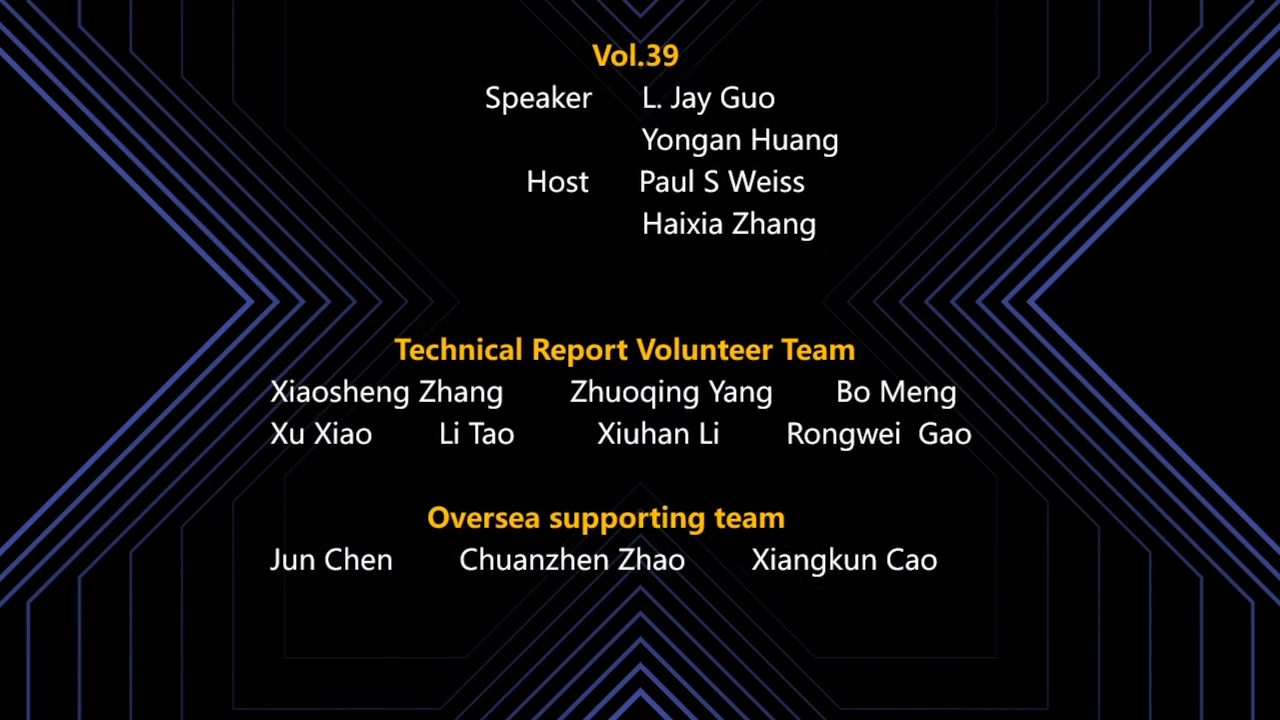 Vol.39
Speaker L. Jay Guo
Yongan Huang
Host Paul S Weiss
Haixia Zhang
Technical Report Volunteer Team
Xiaosheng Zhang Zhuoqing Yang Bo Meng
Xu Xiao Li Tao Xiuhan Li Rongwei Gao
Oversea supporting team
Jun Chen Chuanzhen Zhao Xiangkun Cao